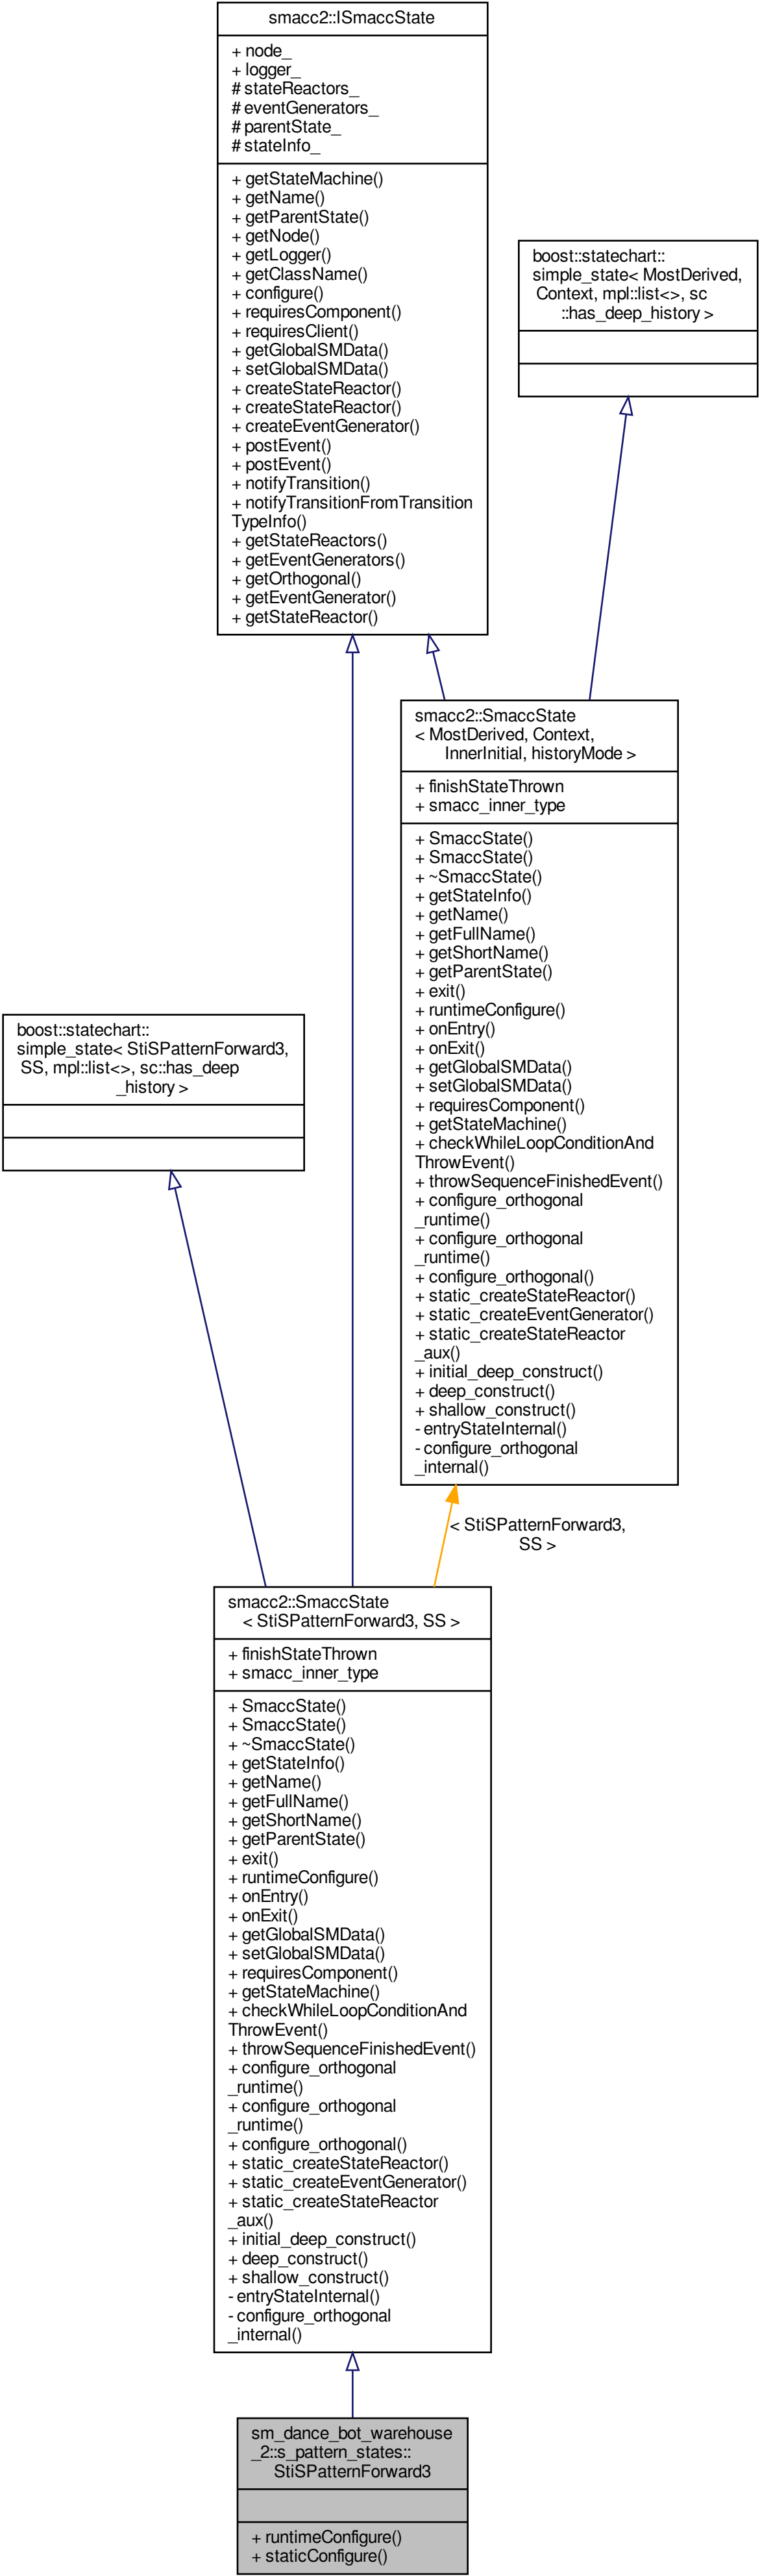 smacc2::ISmaccState
+ node_
+ logger_
# stateReactors_
# eventGenerators_
# parentState_
# stateInfo_
+ getStateMachine()
+ getName()
+ getParentState()
+ getNode()
+ getLogger()
+ getClassName()
+ configure()
+ requiresComponent()
+ requiresClient()
+ getGlobalSMData()
+ setGlobalSMData()
+ createStateReactor()
+ createStateReactor()
+ createEventGenerator()
+ postEvent()
+ postEvent()
+ notifyTransition()
+ notifyTransitionFromTransition
TypeInfo()
+ getStateReactors()
+ getEventGenerators()
+ getOrthogonal()
+ getEventGenerator()
+ getStateReactor()
boost::statechart::
simple_state< MostDerived,
Context, mpl::list<>, sc
::has_deep_history >
smacc2::SmaccState
< MostDerived, Context,
InnerInitial, historyMode >
+ finishStateThrown
+ smacc_inner_type
+ SmaccState()
+ SmaccState()
+ ~SmaccState()
+ getStateInfo()
+ getName()
+ getFullName()
+ getShortName()
+ getParentState()
+ exit()
+ runtimeConfigure()
+ onEntry()
+ onExit()
+ getGlobalSMData()
+ setGlobalSMData()
+ requiresComponent()
+ getStateMachine()
+ checkWhileLoopConditionAnd
ThrowEvent()
+ throwSequenceFinishedEvent()
+ configure_orthogonal
_runtime()
+ configure_orthogonal
_runtime()
+ configure_orthogonal()
+ static_createStateReactor()
+ static_createEventGenerator()
+ static_createStateReactor
_aux()
+ initial_deep_construct()
+ deep_construct()
+ shallow_construct()
- entryStateInternal()
- configure_orthogonal
_internal()
boost::statechart::
simple_state< StiSPatternForward3,
SS, mpl::list<>, sc::has_deep
_history >
< StiSPatternForward3,
SS >
smacc2::SmaccState
< StiSPatternForward3, SS >
+ finishStateThrown
+ smacc_inner_type
+ SmaccState()
+ SmaccState()
+ ~SmaccState()
+ getStateInfo()
+ getName()
+ getFullName()
+ getShortName()
+ getParentState()
+ exit()
+ runtimeConfigure()
+ onEntry()
+ onExit()
+ getGlobalSMData()
+ setGlobalSMData()
+ requiresComponent()
+ getStateMachine()
+ checkWhileLoopConditionAnd
ThrowEvent()
+ throwSequenceFinishedEvent()
+ configure_orthogonal
_runtime()
+ configure_orthogonal
_runtime()
+ configure_orthogonal()
+ static_createStateReactor()
+ static_createEventGenerator()
+ static_createStateReactor
_aux()
+ initial_deep_construct()
+ deep_construct()
+ shallow_construct()
- entryStateInternal()
- configure_orthogonal
_internal()
sm_dance_bot_warehouse
_2::s_pattern_states::
StiSPatternForward3
+ runtimeConfigure()
+ staticConfigure()